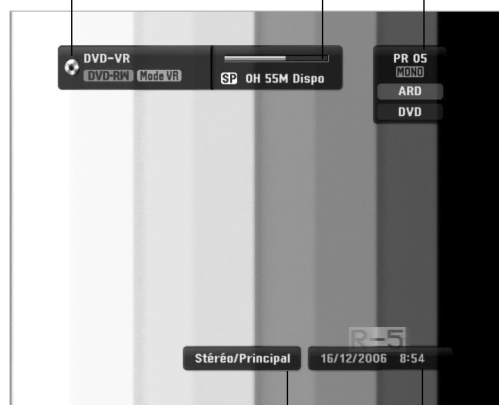 DVD-VR
DVD-RW Mode VR
SP 0H 55M Dispo
PR 05
MONO
ARD
DVD
R-5
Stéréo/Principal
16/12/2006 8:54